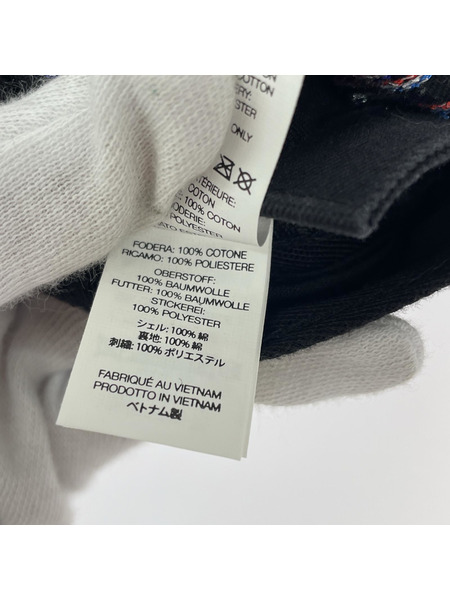 COTTON
ONLY
COTON
100% COTON
POLYESTER
FODERA: 100% COTONE
RICAMO: 100% POLIESTERE
OBERSTOFF:
100% BAUMWOLLE
FUTTER: 100% BAUMWOLLE
STICKEREI:
100% POLYESTER
シェル: 100% 綿
裏地: 100% 綿
刺繍: 100% ポリエステル
FABRIQUÉ AU VIETNAM
PRODOTTO IN VIETNAM
ベトナム製